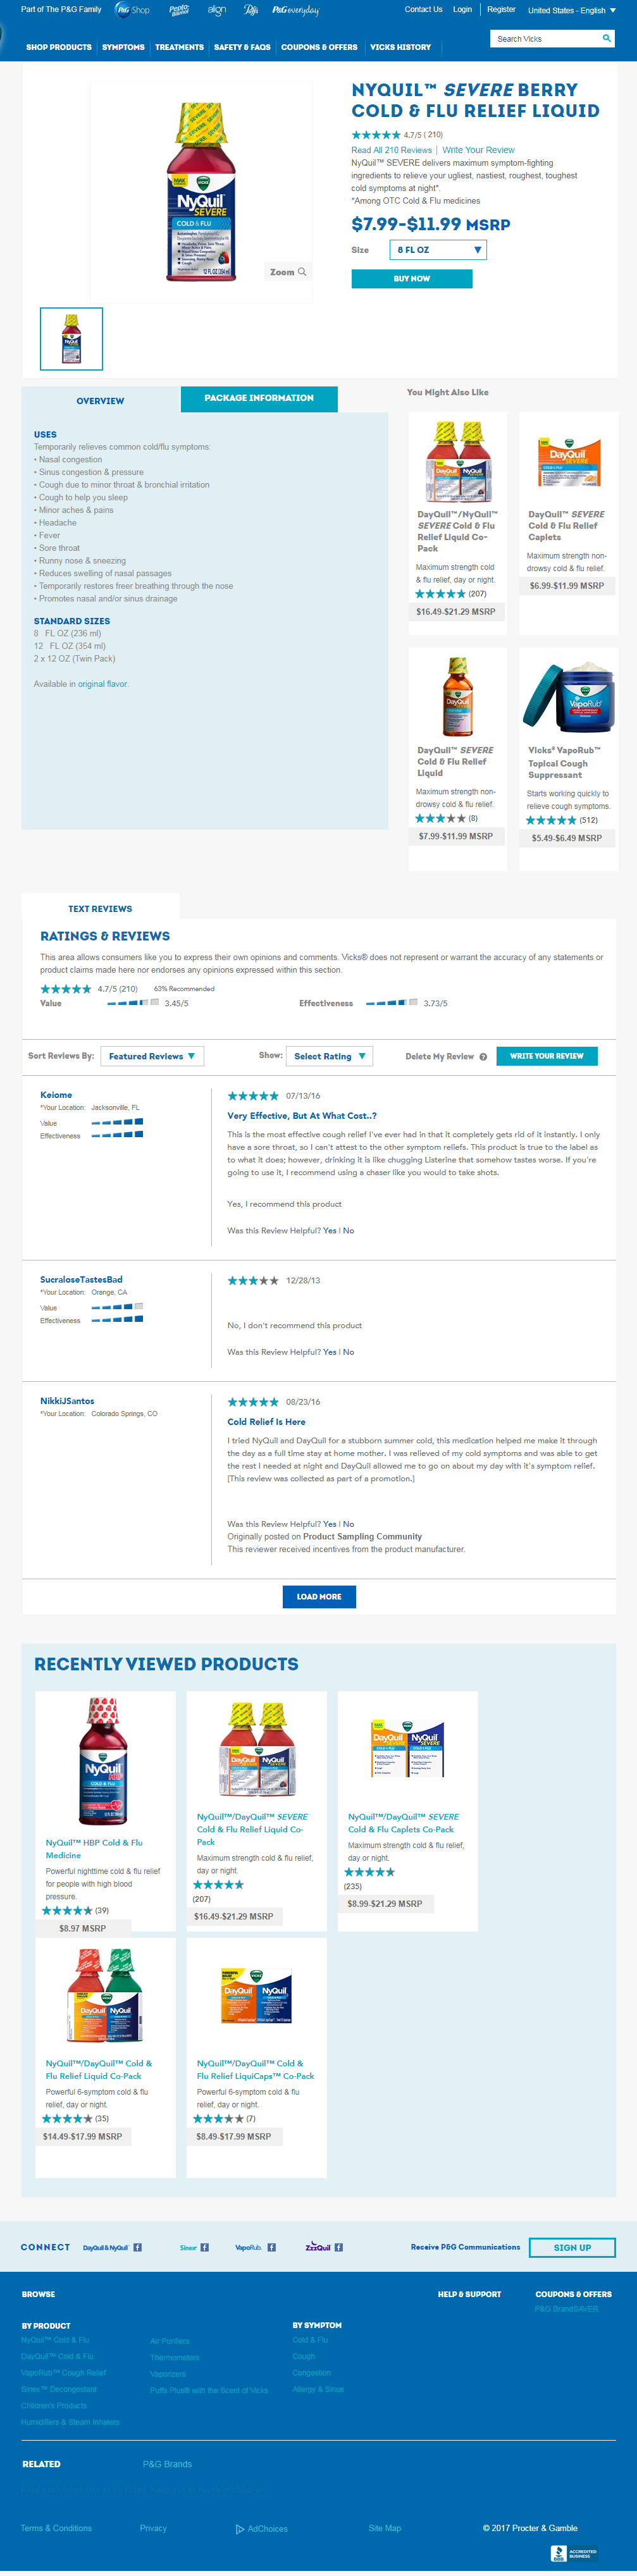 Part of The P&G Family
P&G Shop
Pepto Bismol
align
Puffs
P&G everyday
Contact Us
Login
Register
United States - English
SHOP PRODUCTS
SYMPTOMS
TREATMENTS
SAFETY & FAQS
COUPONS & OFFERS
VICKS HISTORY
Search Vicks
NYQUIL™ SEVERE BERRY
COLD & FLU RELIEF LIQUID
4.7/5 ( 210)
Read All 210 Reviews | Write Your Review
NyQuil™ SEVERE delivers maximum symptom-fighting
ingredients to relieve your ugliest, nastiest, roughest, toughest
cold symptoms at night*.
*Among OTC Cold & Flu medicines
$7.99-$11.99 MSRP
Size
8 FL OZ
BUY NOW
NyQuil
SEVERE
COLD & FLU
12 FL OZ (354 ml)
Zoom
OVERVIEW
PACKAGE INFORMATION
USES
Temporarily relieves common cold/flu symptoms:
• Nasal congestion
• Sinus congestion & pressure
• Cough due to minor throat & bronchial irritation
• Cough to help you sleep
• Minor aches & pains
• Headache
• Fever
• Sore throat
• Runny nose & sneezing
• Reduces swelling of nasal passages
• Temporarily restores freer breathing through the nose
• Promotes nasal and/or sinus drainage
STANDARD SIZES
8 FL OZ (236 ml)
12 FL OZ (354 ml)
2 x 12 OZ (Twin Pack)
Available in original flavor.
You Might Also Like
DayQuil™/NyQuil™
SEVERE Cold & Flu
Relief Liquid Co-
Pack
Maximum strength cold
& flu relief, day or night.
(207)
$16.49-$21.29 MSRP
DayQuil™ SEVERE
Cold & Flu Relief
Caplets
Maximum strength non-
drowsy cold & flu relief.
$6.99-$11.99 MSRP
DayQuil™ SEVERE
Cold & Flu Relief
Liquid
Maximum strength non-
drowsy cold & flu relief.
(8)
$7.99-$11.99 MSRP
Vicks® VapoRub™
Topical Cough
Suppressant
Starts working quickly to
relieve cough symptoms.
(512)
$5.49-$6.49 MSRP
TEXT REVIEWS
RATINGS & REVIEWS
This area allows consumers like you to express their own opinions and comments. Vicks® does not represent or warrant the accuracy of any statements or
product claims made here nor endorses any opinions expressed within this section.
4.7/5 (210)
63% Recommended
Value
3.45/5
Effectiveness
3.73/5
Sort Reviews By:
Featured Reviews
Show:
Select Rating
Delete My Review
WRITE YOUR REVIEW
Keiome
*Your Location: Jacksonville, FL
Value
Effectiveness
07/13/16
Very Effective, But At What Cost..?
This is the most effective cough relief I've ever had in that it completely gets rid of it instantly. I only
have a sore throat, so I can't attest to the other symptom reliefs. This product is true to the label as
to what it does; however, drinking it is like chugging Listerine that somehow tastes worse. If you're
going to use it, I recommend using a chaser like you would to take shots.
Yes, I recommend this product
Was this Review Helpful? Yes | No
SucraloseTastesBad
*Your Location: Orange, CA
Value
Effectiveness
12/28/13
No, I don't recommend this product
Was this Review Helpful? Yes | No
NikkiJSantos
*Your Location: Colorado Springs, CO
08/23/16
Cold Relief Is Here
I tried NyQuil and DayQuil for a stubborn summer cold, this medication helped me make it through
the day as a full time stay at home mother. I was relieved of my cold symptoms and was able to get
the rest I needed at night and DayQuil allowed me to go on about my day with it's symptom relief.
[This review was collected as part of a promotion.]
Was this Review Helpful? Yes | No
Originally posted on Product Sampling Community
This reviewer received incentives from the product manufacturer.
LOAD MORE
RECENTLY VIEWED PRODUCTS
NyQuil™ HBP Cold & Flu
Medicine
Powerful nighttime cold & flu relief
for people with high blood
pressure.
(39)
$8.97 MSRP
NyQuil™/DayQuil™ SEVERE
Cold & Flu Relief Liquid Co-
Pack
Maximum strength cold & flu relief,
day or night.
(207)
$16.49-$21.29 MSRP
NyQuil™/DayQuil™ SEVERE
Cold & Flu Caplets Co-Pack
Maximum strength cold & flu relief,
day or night.
(235)
$8.99-$21.29 MSRP
NyQuil™/DayQuil™ Cold &
Flu Relief Liquid Co-Pack
Powerful 6-symptom cold & flu
relief, day or night.
(35)
$14.49-$17.99 MSRP
NyQuil™/DayQuil™ Cold &
Flu Relief LiquiCaps™ Co-Pack
Powerful 6-symptom cold & flu
relief, day or night.
(7)
$8.49-$17.99 MSRP
CONNECT
DayQuil & NyQuil
Sinex
VapoRub
ZzzQuil
Receive P&G Communications
SIGN UP
BROWSE
HELP & SUPPORT
COUPONS & OFFERS
P&G BrandSAVER
BY PRODUCT
NyQuil™ Cold & Flu
DayQuil™ Cold & Flu
VapoRub™ Cough Relief
Sinex™ Decongestant
Children's Products
Humidifiers & Steam Inhalers
Air Purifiers
Thermometers
Vaporizers
Puffs Plus® with the Scent of Vicks
BY SYMPTOM
Cold & Flu
Cough
Congestion
Allergy & Sinus
RELATED
P&G Brands
Terms & Conditions
Privacy
AdChoices
Site Map
© 2017 Procter & Gamble
BBB
ACCREDITED
BUSINESS